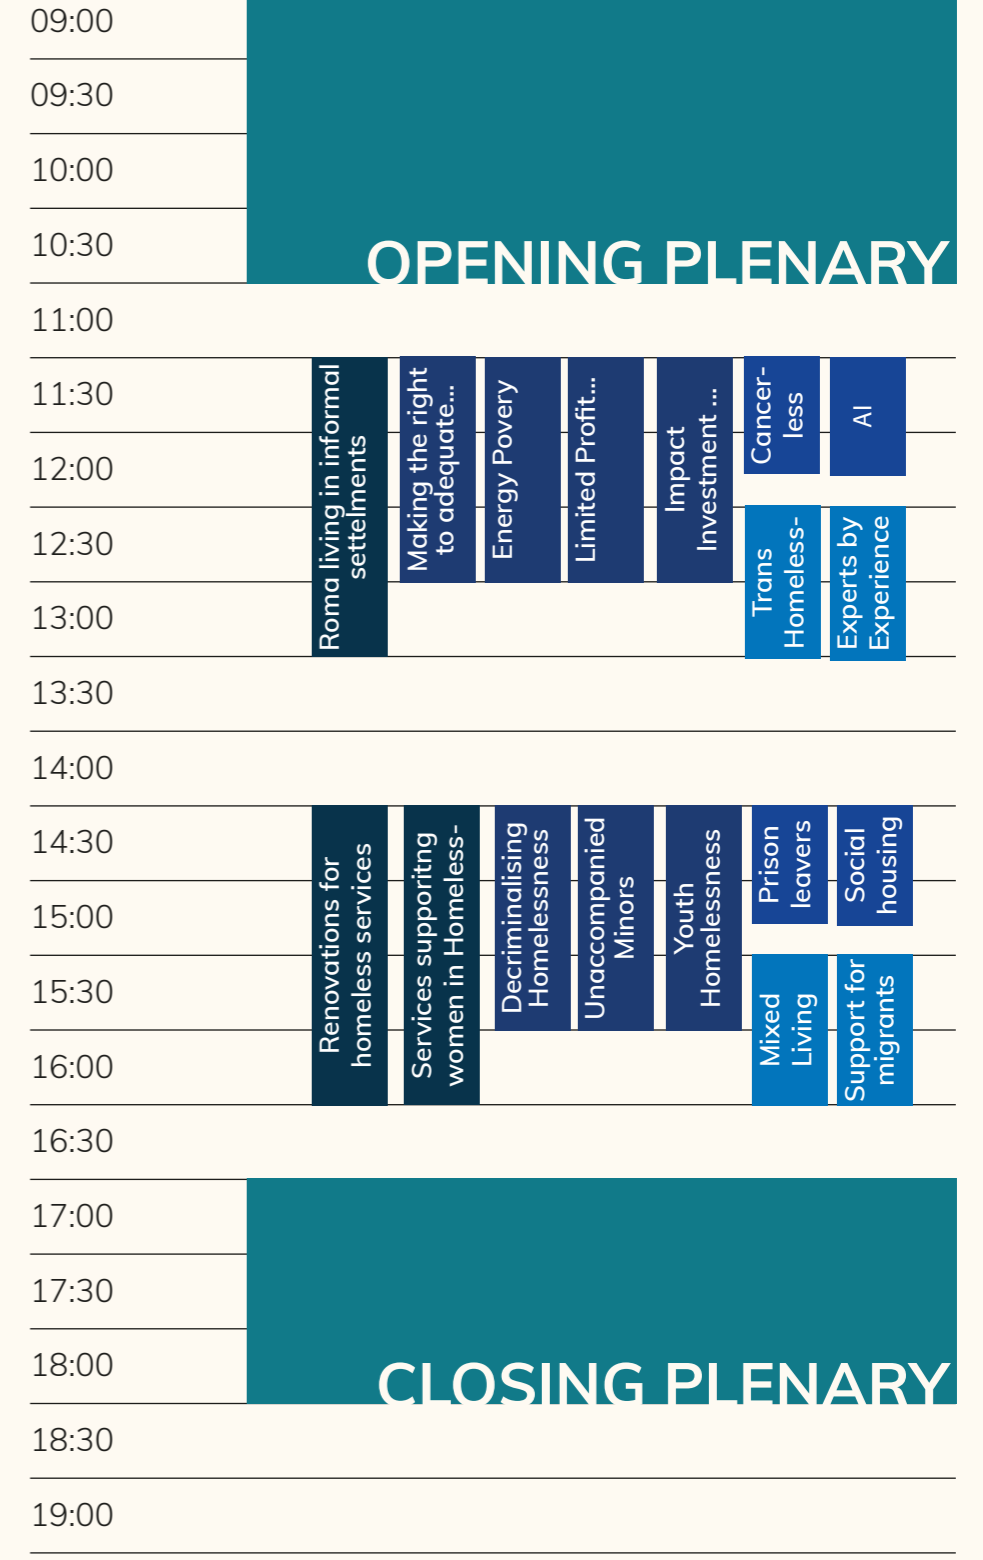 09:00
09:30
10:00
10:30
OPENING PLENARY
11:00
11:30
12:00
12:30
13:00
Roma living in informal
settelments
Making the right
to adequate...
Energy Povery
Limited Profit...
Impact
Investment ...
Cancer-
less
AI
Trans
Homeless-
Experts by
Experience
13:30
14:00
14:30
15:00
15:30
16:00
Renovations for
homeless services
Services supporitng
women in Homeless-
Decriminalising
Homelessness
Unaccompanied
Minors
Youth
Homelessness
Prison
leavers
Social
housing
Mixed
Living
Support for
migrants
16:30
17:00
17:30
18:00
CLOSING PLENARY
18:30
19:00